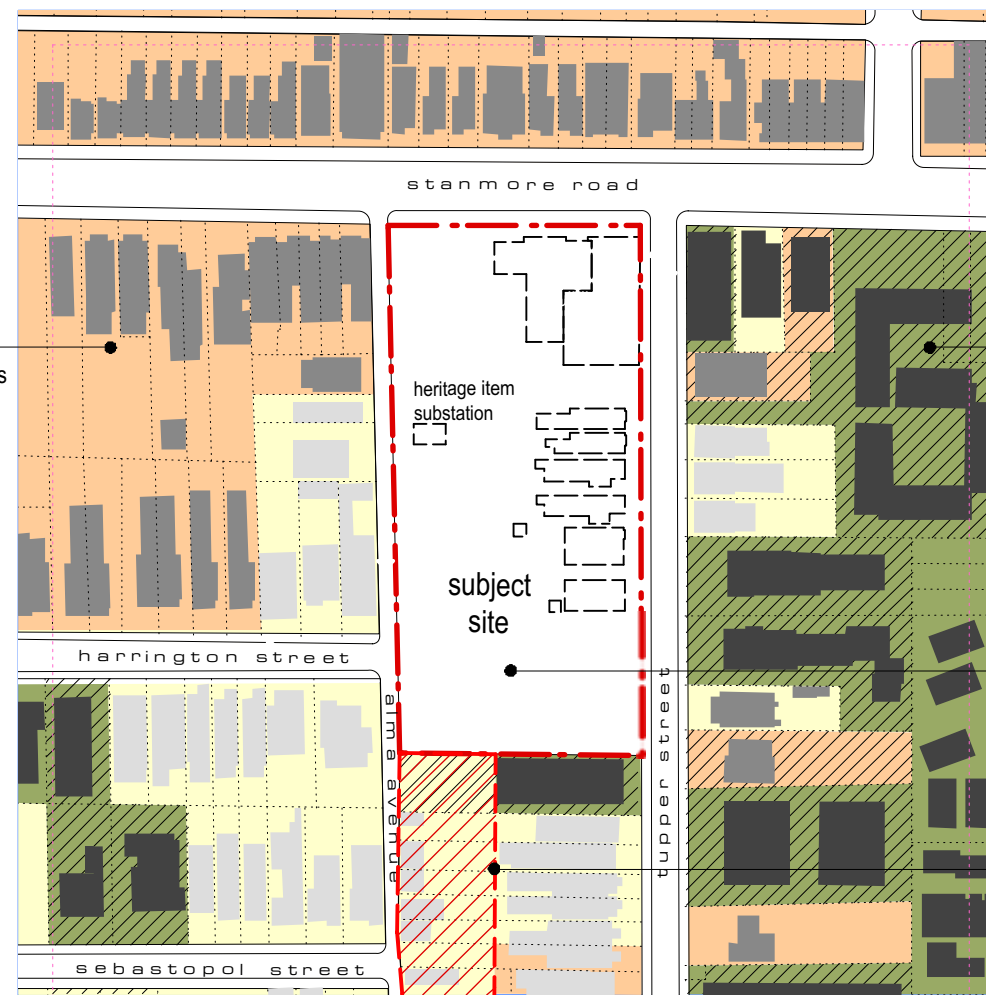 stanmore road
s
heritage item
substation
subject
site
harrington street
alma avenue
tupper street
sebastopol street